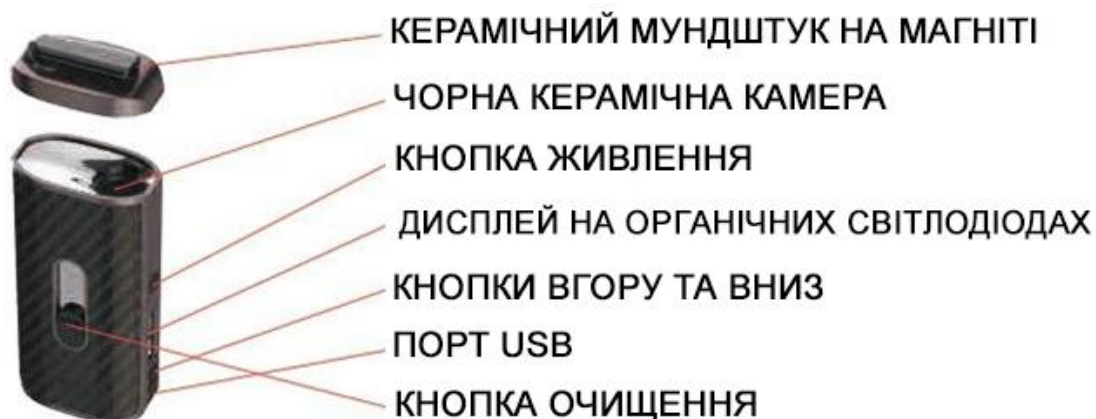 КЕРАМІЧНИЙ МУНДШТУК НА МАГНІТІ
ЧОРНА КЕРАМІЧНА КАМЕРА
КНОПКА ЖИВЛЕННЯ
ДИСПЛЕЙ НА ОРГАНІЧНИХ СВІТЛОДІОДАХ
КНОПКИ ВГОРУ ТА ВНИЗ
ПОРТ USB
КНОПКА ОЧИЩЕННЯ